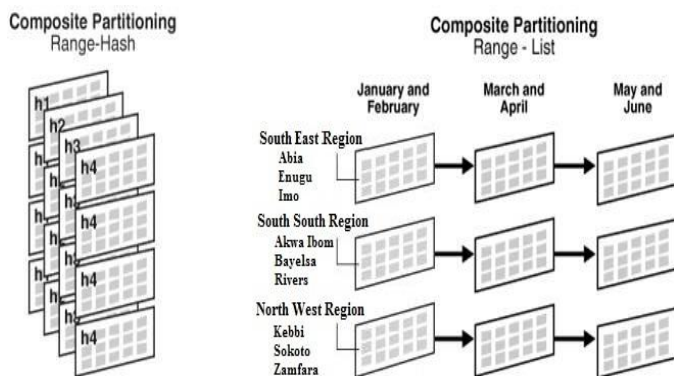 Composite Partitioning
Range-Hash
h1
h2
h3
h4
h4
h4
h4
Composite Partitioning
Range - List
January and
February
March and
April
May and
June
South East Region
Abia
Enugu
Imo
South South Region
Akwa Ibom
Bayelsa
Rivers
North West Region
Kebbi
Sokoto
Zamfara